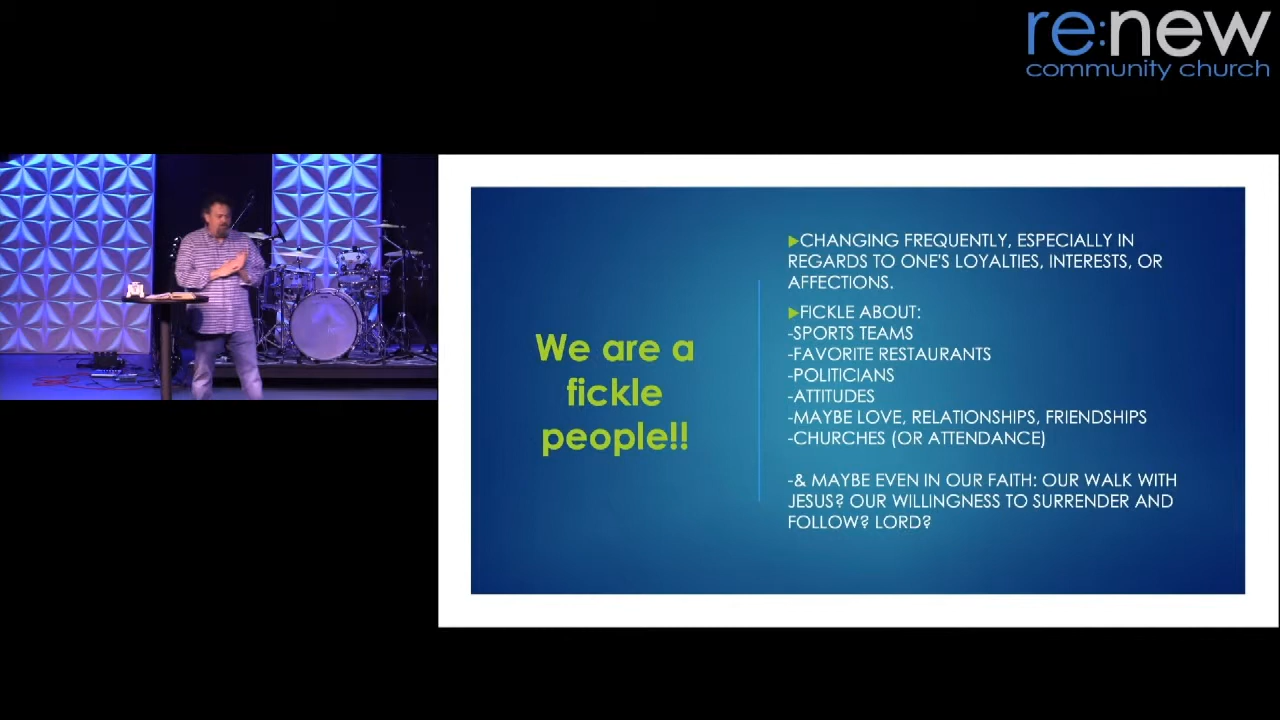 re:new
community church
We are a
fickle
people!!
▶CHANGING FREQUENTLY, ESPECIALLY IN
REGARDS TO ONE'S LOYALTIES, INTERESTS, OR
AFFECTIONS.
▶FICKLE ABOUT:
-SPORTS TEAMS
-FAVORITE RESTAURANTS
-POLITICIANS
-ATTITUDES
-MAYBE LOVE, RELATIONSHIPS, FRIENDSHIPS
-CHURCHES (OR ATTENDANCE)
-& MAYBE EVEN IN OUR FAITH: OUR WALK WITH
JESUS? OUR WILLINGNESS TO SURRENDER AND
FOLLOW? LORD?